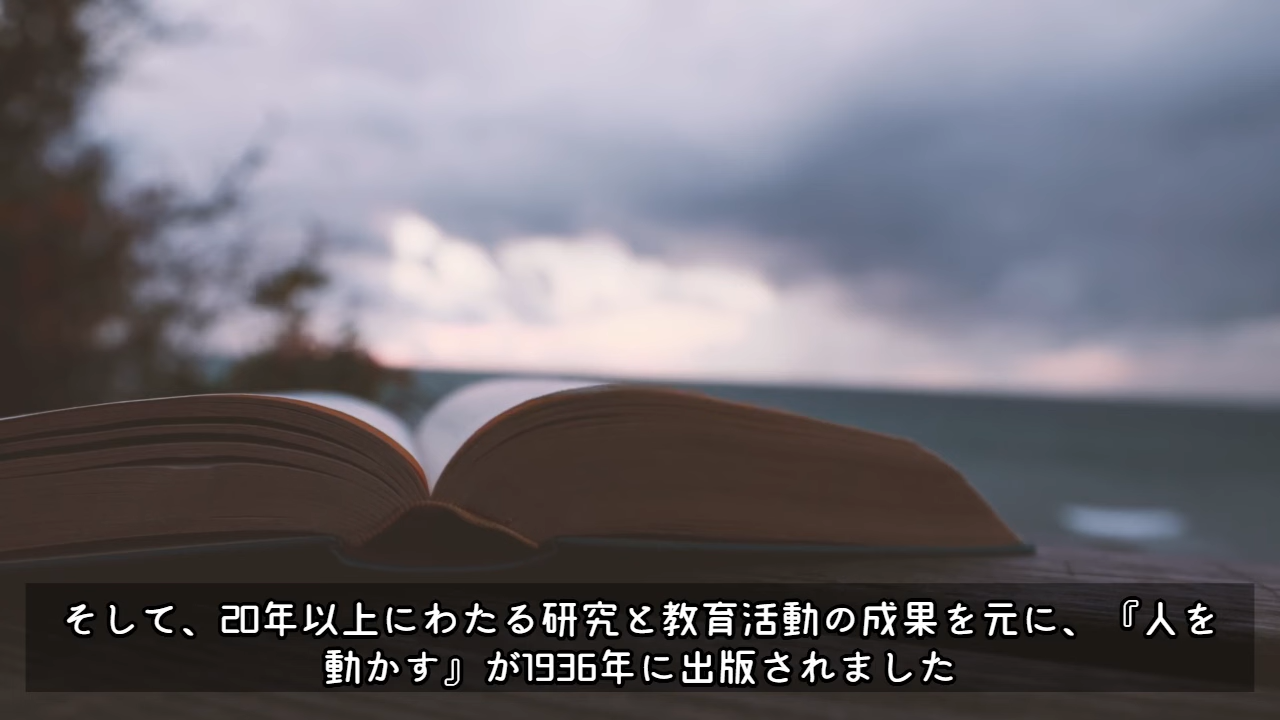 そして、20年以上にわたる研究と教育活動の成果を元に、『人を
動かす』が1936年に出版されました